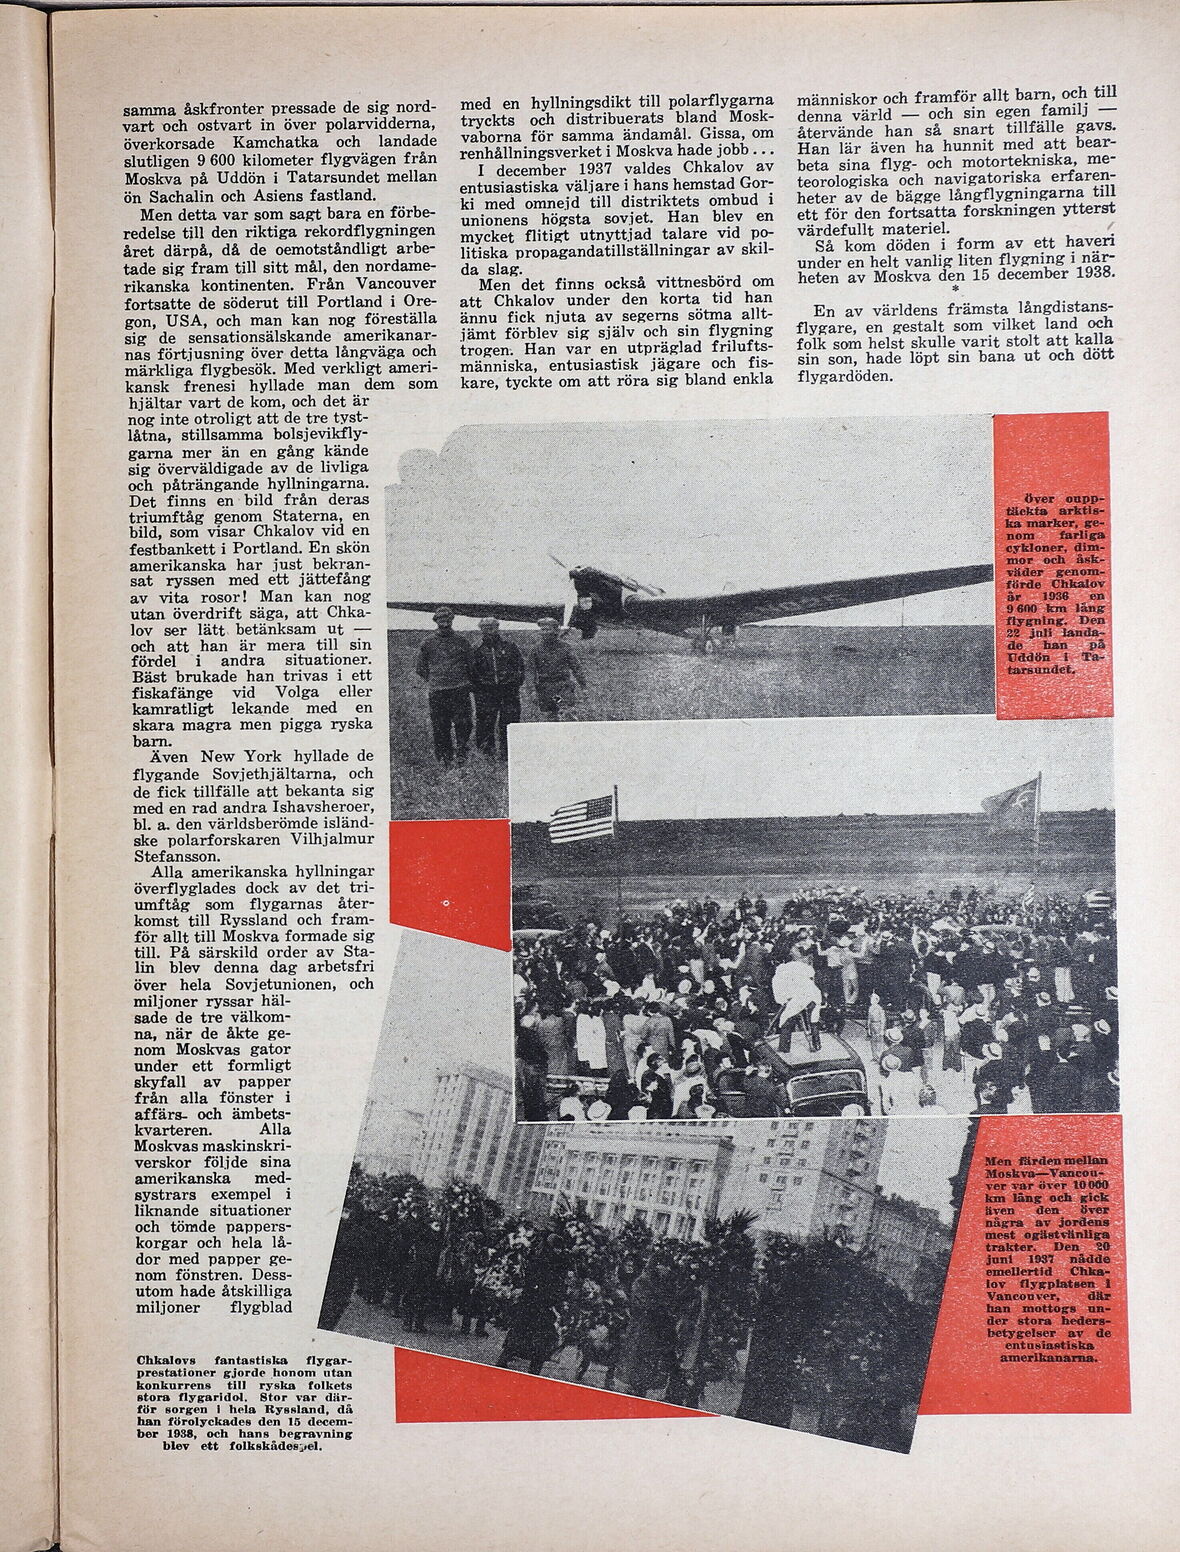 samma åskfronter pressade de sig nord-
vart och ostvart in över polarvidderna,
överkorsade Kamchatka och landade
slutligen 9 600 kilometer flygvägen från
Moskva på Uddön i Tatarsundet mellan
ön Sachalin och Asiens fastland.
Men detta var som sagt bara en förbe-
redelse till den riktiga rekordflygningen
året därpå, då de oemotståndligt arbe-
tade sig fram till sitt mål, den nordame-
rikanska kontinenten. Från Vancouver
fortsatte de söderut till Portland i Ore-
gon, USA, och man kan nog föreställa
sig de sensationsälskande amerikanar-
nas förtjusning över detta långväga och
märkliga flygbesök. Med verkligt ameri-
kansk frenesi hyllade man dem som
hjältar vart de kom, och det är
nog inte otroligt att de tre tyst-
låtna, stillsamma bolsjevikfly-
garna mer än en gång kände
sig överväldigade av de livliga
och påträngande hyllningarna.
Det finns en bild från deras
triumftåg genom Staterna, en
bild, som visar Chkalov vid en
festbankett i Portland. En skön
amerikanska har just bekran-
sat ryssen med ett jättefång
av vita rosor! Man kan nog
utan överdrift säga, att Chka-
lov ser lätt betänksam ut —
och att han är mera till sin
fördel i andra situationer.
Bäst brukade han trivas i ett
fiskafänge vid Volga eller
kamratligt lekande med en
skara magra men pigga ryska
barn.
Även New York hyllade de
flygande Sovjethjältarna, och
de fick tillfälle att bekanta sig
med en rad andra Ishavsheroer,
bl. a. den världsberömde isländ-
ske polarforskaren Vilhjalmur
Stefansson.
Alla amerikanska hyllningar
överflyglades dock av det tri-
umftåg som flygarnas åter-
komst till Ryssland och fram-
för allt till Moskva formade sig
till. På särskild order av Sta-
lin blev denna dag arbetsfri
över hela Sovjetunionen, och
miljoner ryssar häl-
sade de tre välkom-
na, när de åkte ge-
nom Moskvas gator
under ett formligt
skyfall av papper
från alla fönster i
affärs- och ämbets-
kvarteren. Alla
Moskvas maskinskri-
verskor följde sina
amerikanska med-
systrars exempel i
liknande situationer
och tömde pappers-
korgar och hela lå-
dor med papper ge-
nom fönstren. Dess-
utom hade åtskilliga
miljoner flygblad
med en hyllningsdikt till polarflygarna
tryckts och distribuerats bland Mosk-
vaborna för samma ändamål. Gissa, om
renhållningsverket i Moskva hade jobb ...
I december 1937 valdes Chkalov av
entusiastiska väljare i hans hemstad Gor-
ki med omnejd till distriktets ombud i
unionens högsta sovjet. Han blev en
mycket flitigt utnyttjad talare vid po-
litiska propagandatillställningar av skil-
da slag.
Men det finns också vittnesbörd om
att Chkalov under den korta tid han
ännu fick njuta av segerns sötma allt-
jämt förblev sig själv och sin flygning
trogen. Han var en utpräglad frilufts-
människa, entusiastisk jägare och fis-
kare, tyckte om att röra sig bland enkla
människor och framför allt barn, och till
denna värld — och sin egen familj —
återvände han så snart tillfälle gavs.
Han lär även ha hunnit med att bear-
beta sina flyg- och motortekniska, me-
teorologiska och navigatoriska erfaren-
heter av de bägge långflygningarna till
ett för den fortsatta forskningen ytterst
värdefullt materiel.
Så kom döden i form av ett haveri
under en helt vanlig liten flygning i när-
heten av Moskva den 15 december 1938.
*
En av världens främsta långdistans-
flygare, en gestalt som vilket land och
folk som helst skulle varit stolt att kalla
sin son, hade löpt sin bana ut och dött
flygardöden.
Över oupp-
täckta arktis-
ka marker, ge-
nom farliga
cykloner, dim-
mor och åsk-
väder genom-
förde Chkalov
år 1936 en
9 600 km lång
flygning. Den
22 juli landa-
de han på
Uddön i Ta-
tarsundet.
Men färden mellan
Moskva—Vancou-
ver var över 10 000
km lång och gick
även den över
några av jordens
mest ogästvänliga
trakter. Den 20
juni 1937 nådde
emellertid Chka-
lov flygplatsen i
Vancouver, där
han mottogs un-
der stora heders-
betygelser av de
entusiastiska
amerikanarna.
Chkalovs fantastiska flygar-
prestationer gjorde honom utan
konkurrens till ryska folkets
stora flygaridol. Stor var där-
för sorgen i hela Ryssland, då
han förolyckades den 15 decem-
ber 1938, och hans begravning
blev ett folkskådespel.